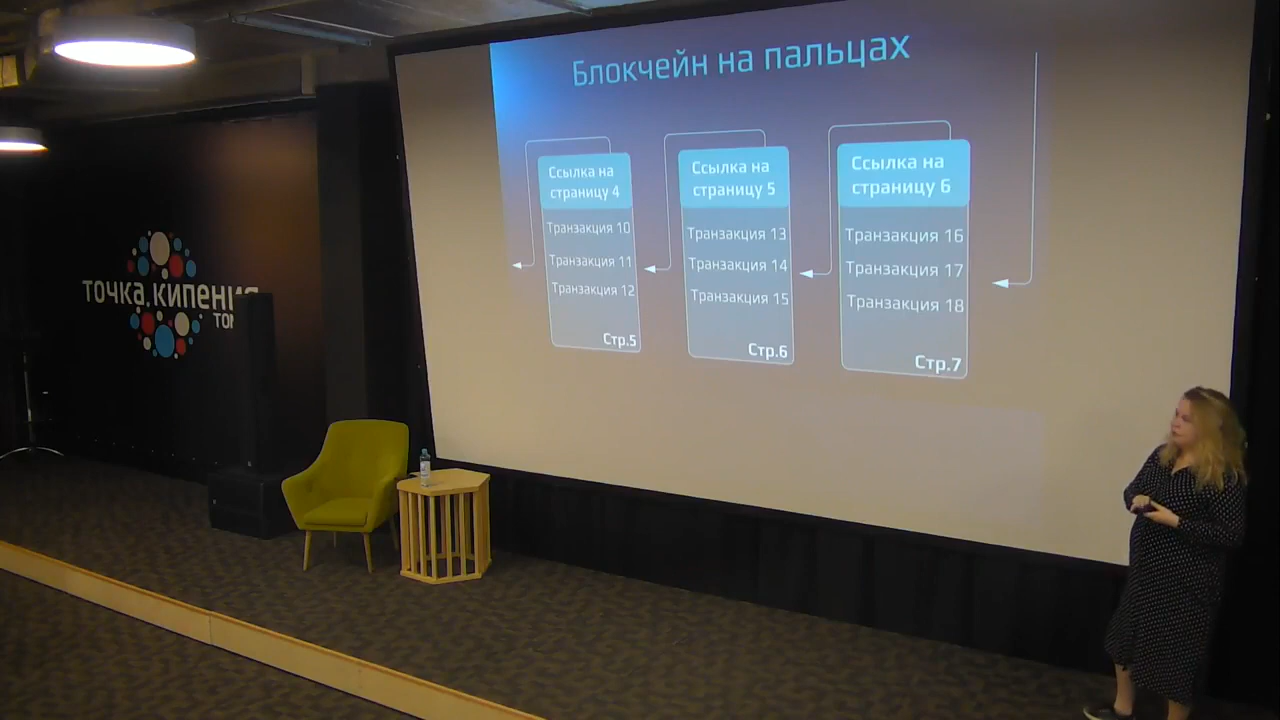 Блокчейн на пальцах
Ссылка на
страницу 4
Транзакция 10
Транзакция 11
Транзакция 12
Стр.5
Ссылка на
страницу 5
Транзакция 13
Транзакция 14
Транзакция 15
Стр.6
Ссылка на
страницу 6
Транзакция 16
Транзакция 17
Транзакция 18
Стр.7
точка.кипения